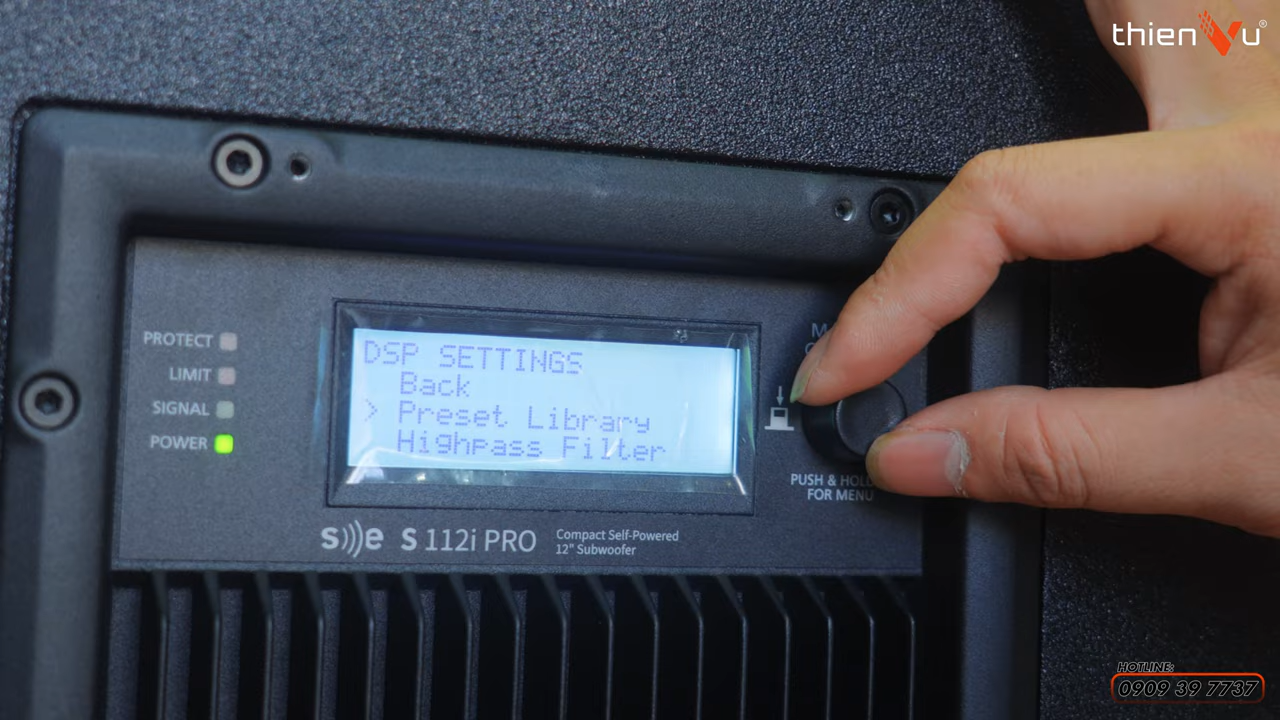 thienVu®
PROTECT
LIMIT
SIGNAL
POWER
DSP SETTINGS
Back
> Preset Library
Highpass Filter
PUSH & HOLD
FOR MENU
s)))e S 112i PRO
Compact Self-Powered
12" Subwoofer
HOTLINE:
0909 39 7737